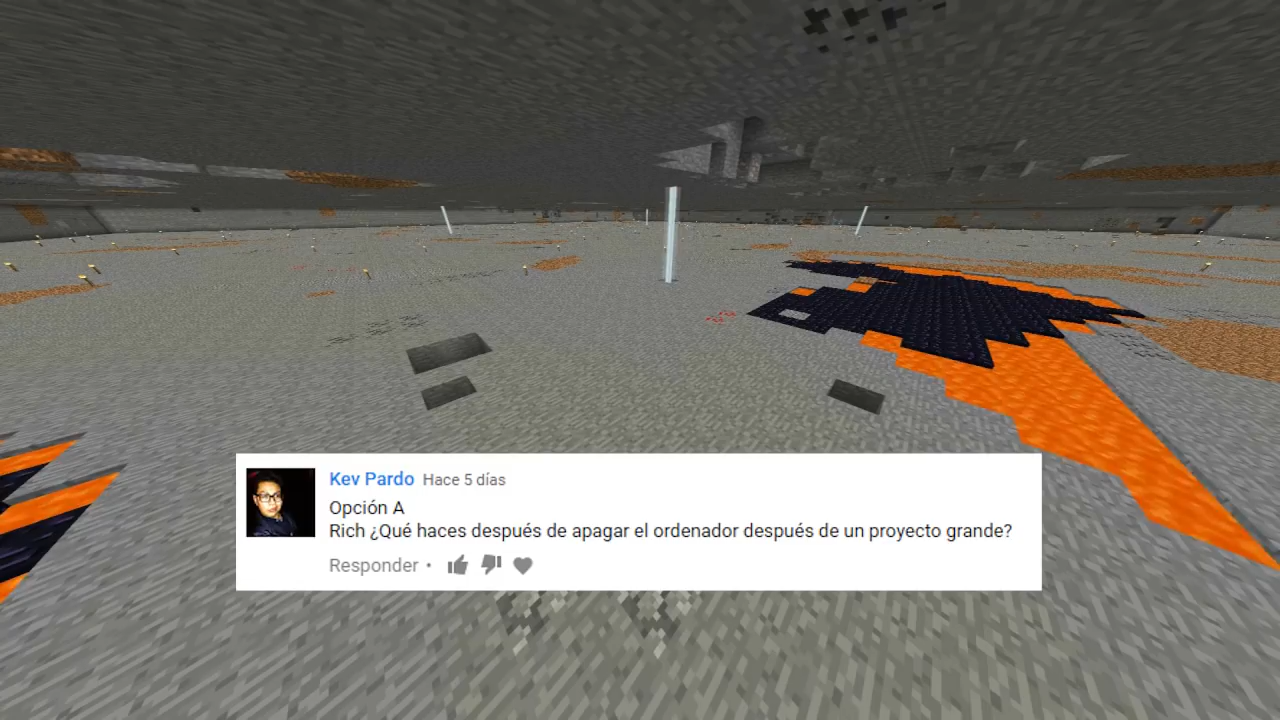 Kev Pardo Hace 5 días
Opción A
Rich ¿Qué haces después de apagar el ordenador después de un proyecto grande?
Responder •